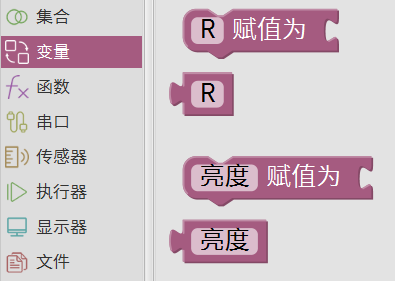 集合
变量
函数
串口
传感器
执行器
显示器
文件
R 赋值为
R
亮度 赋值为
亮度